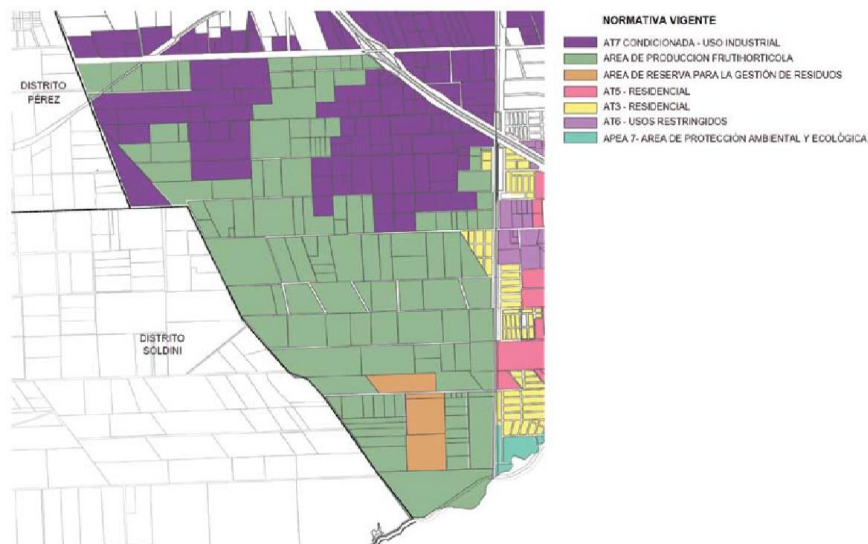 NORMATIVA VIGENTE
AT7 CONDICIONADA - USO INDUSTRIAL
AREA DE PRODUCCION FRUTIHORTICOLA
AREA DE RESERVA PARA LA GESTIÓN DE RESIDUOS
AT5 - RESIDENCIAL
AT3 - RESIDENCIAL
AT6 - USOS RESTRINGIDOS
APEA 7- AREA DE PROTECCIÓN AMBIENTAL Y ECOLÓGICA
DISTRITO
PÉREZ
DISTRITO
SOLDINI